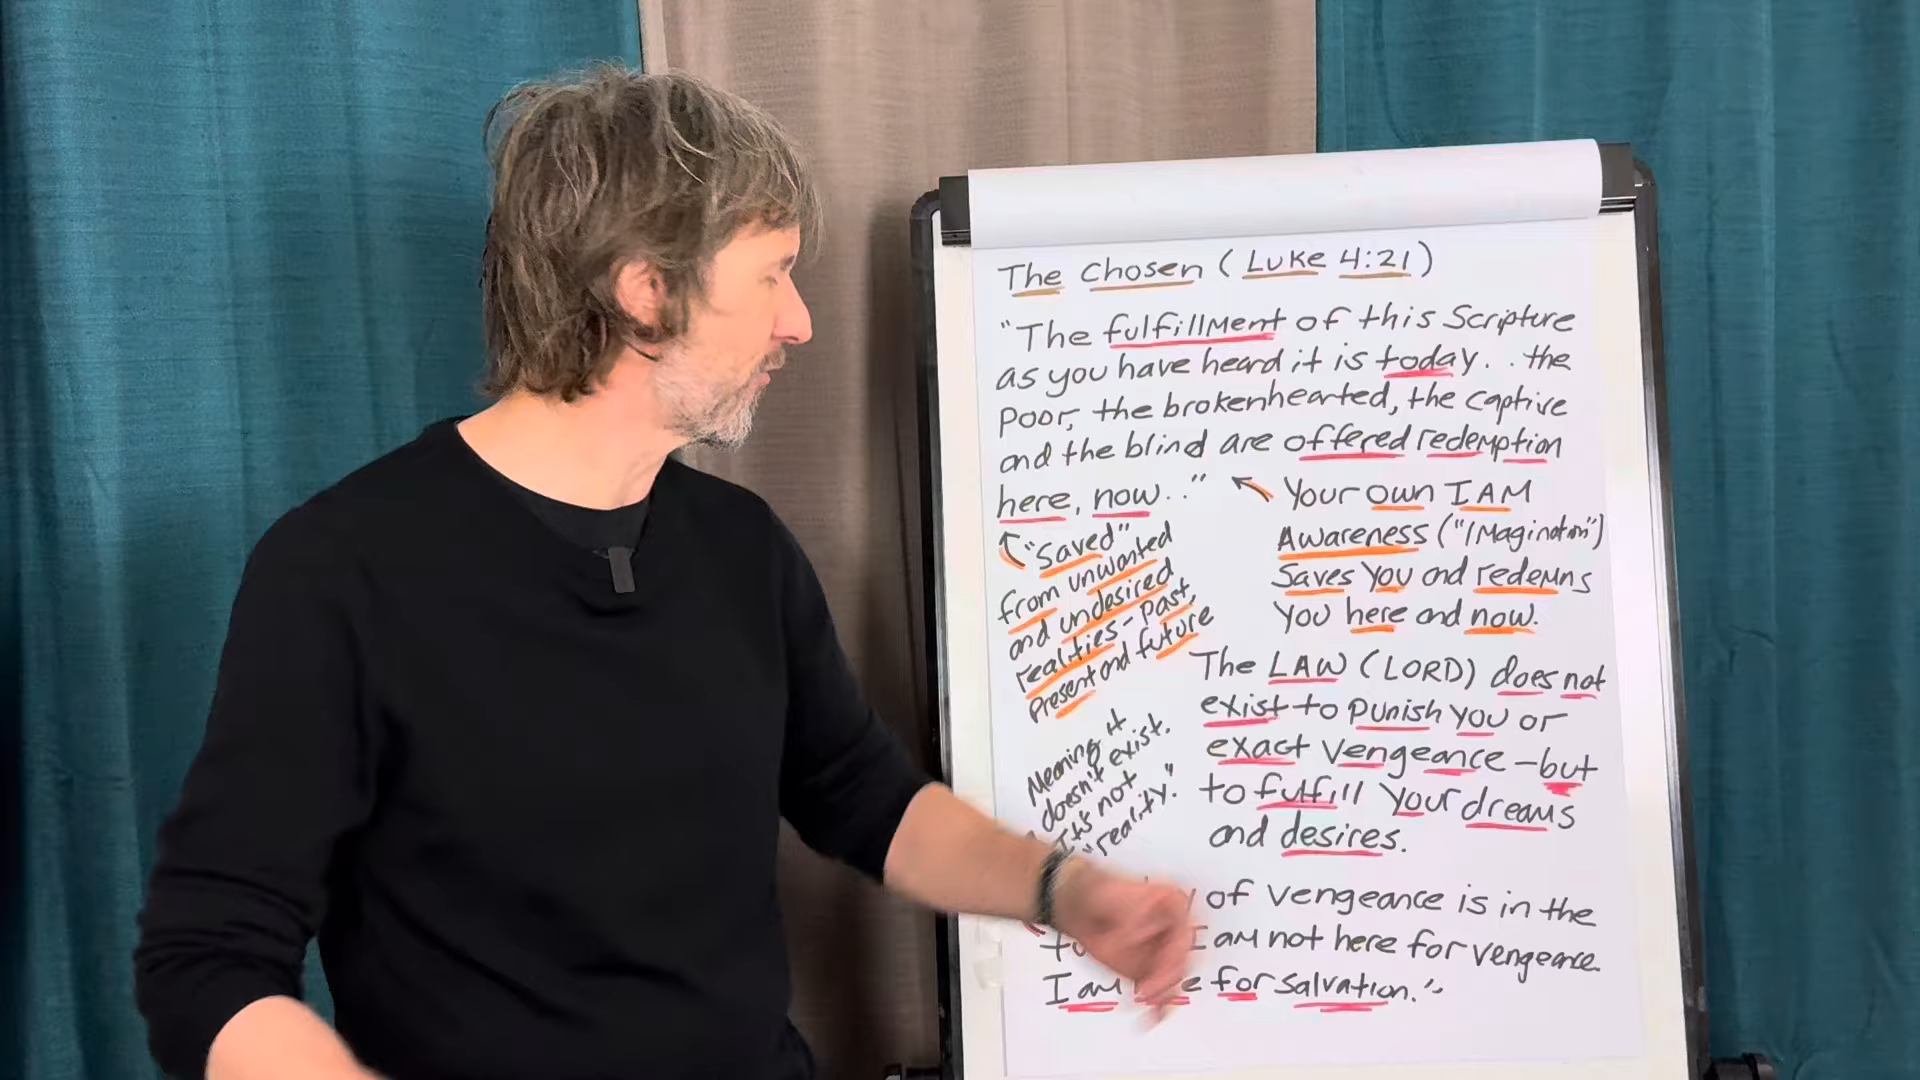 The Chosen (Luke 4:21)
"The fulfillment of this Scripture
as you have heard it is today.. the
Poor, the brokenhearted, the captive
and the blind are offered redemption
here, now.."
Your own I AM
Awareness ("IMagination")
Saves You and redeems
You here and now.
"Saved"
from unwanted
and undesired
realities - Past,
Present and future
The LAW (LORD) does not
exist to Punish You or
exact Vengeance - but
to fulfill Your dreams
and desires.
Meaning it
doesn't exist.
It's not
"reality."
of Vengeance is in the
I am not here for vengeance.
I am for Salvation."